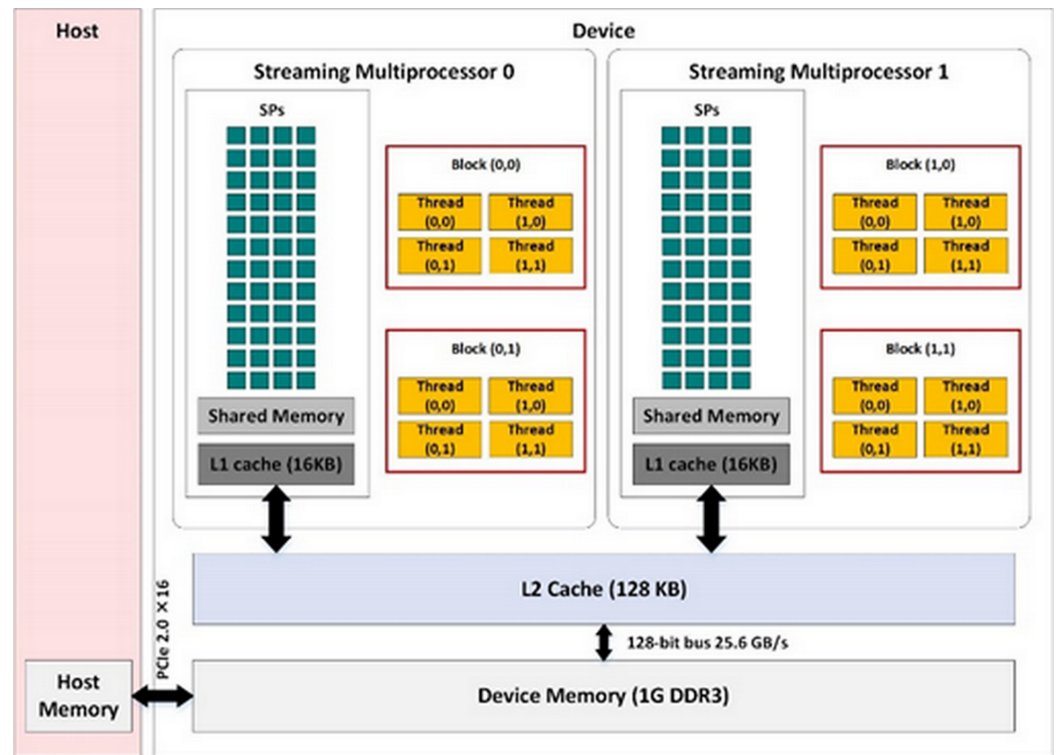 Host
Device
Streaming Multiprocessor 0
SPs
Block (0,0)
Thread
(0,0)
Thread
(1,0)
Thread
(0,1)
Thread
(1,1)
Block (0,1)
Thread
(0,0)
Thread
(1,0)
Thread
(0,1)
Thread
(1,1)
Shared Memory
L1 cache (16KB)
Streaming Multiprocessor 1
SPs
Block (1,0)
Thread
(0,0)
Thread
(1,0)
Thread
(0,1)
Thread
(1,1)
Block (1,1)
Thread
(0,0)
Thread
(1,0)
Thread
(0,1)
Thread
(1,1)
Shared Memory
L1 cache (16KB)
L2 Cache (128 KB)
128-bit bus 25.6 GB/s
PCIe 2.0 ×16
Host
Memory
Device Memory (1G DDR3)